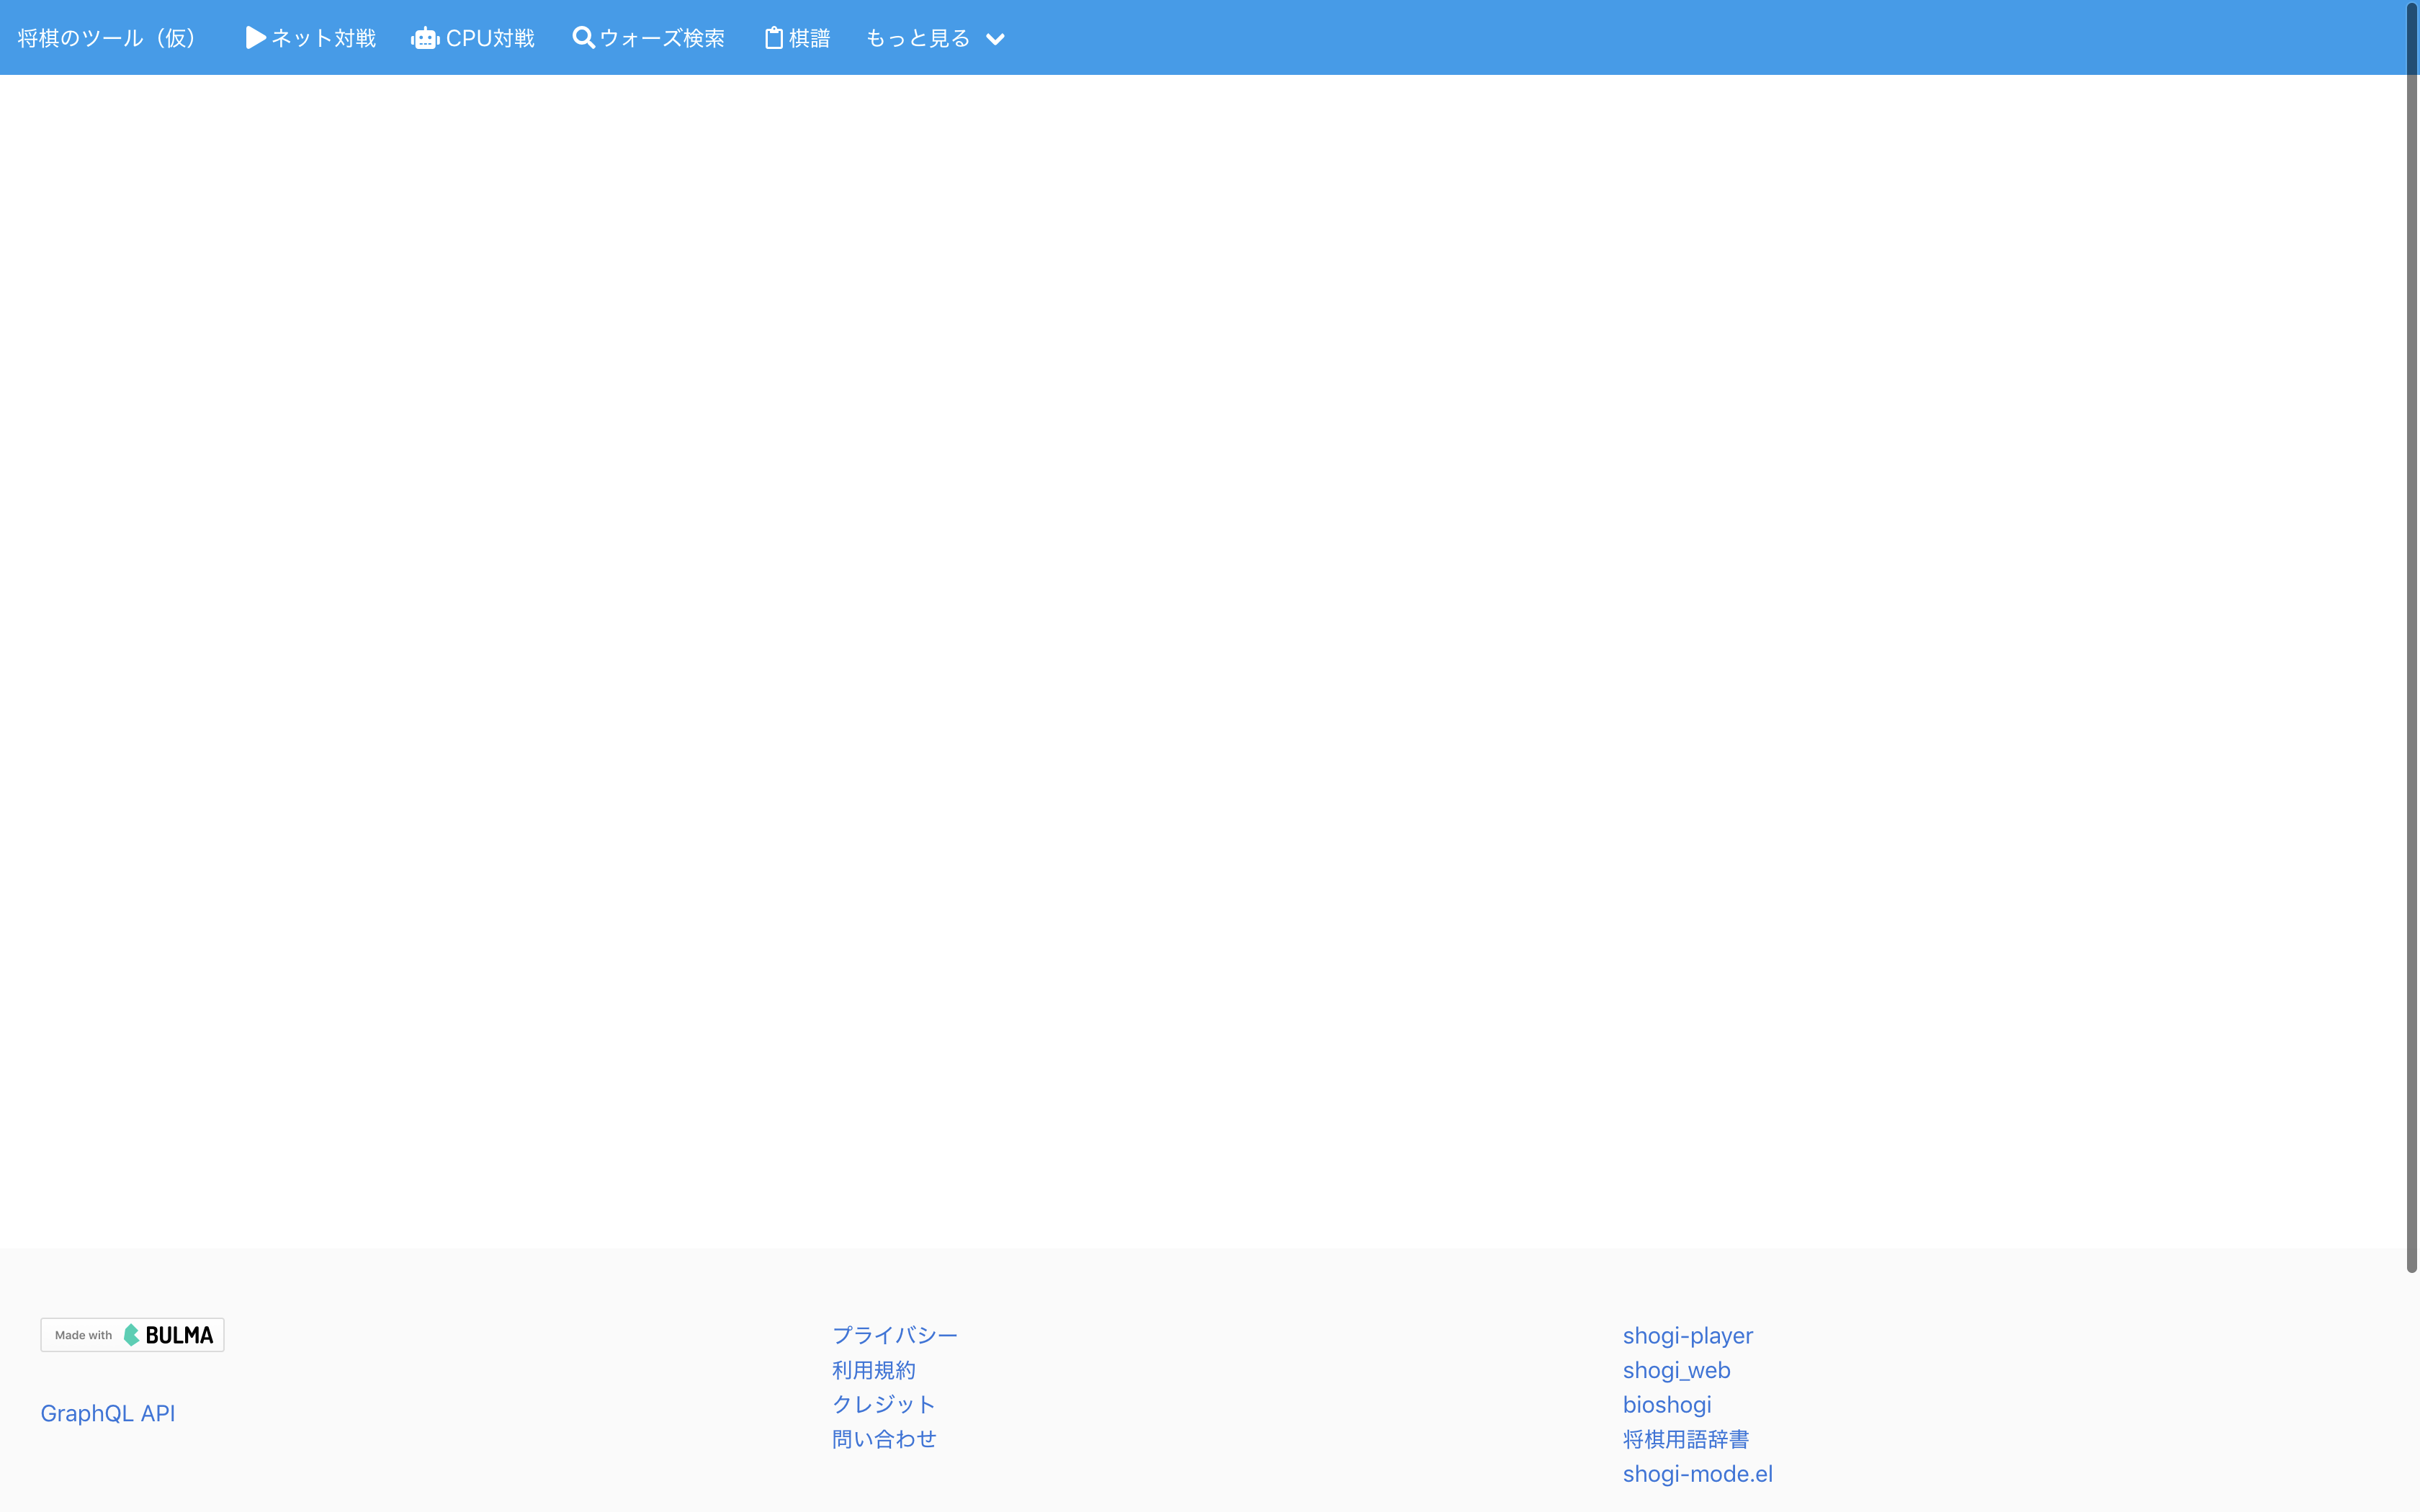 将棋のツール（仮） ネット対戦 CPU対戦 ウォーズ検索 棋譜 もっと見る
Made with BULMA
GraphQL API
プライバシー
利用規約
クレジット
問い合わせ
shogi-player
shogi_web
bioshogi
将棋用語辞書
shogi-mode.el